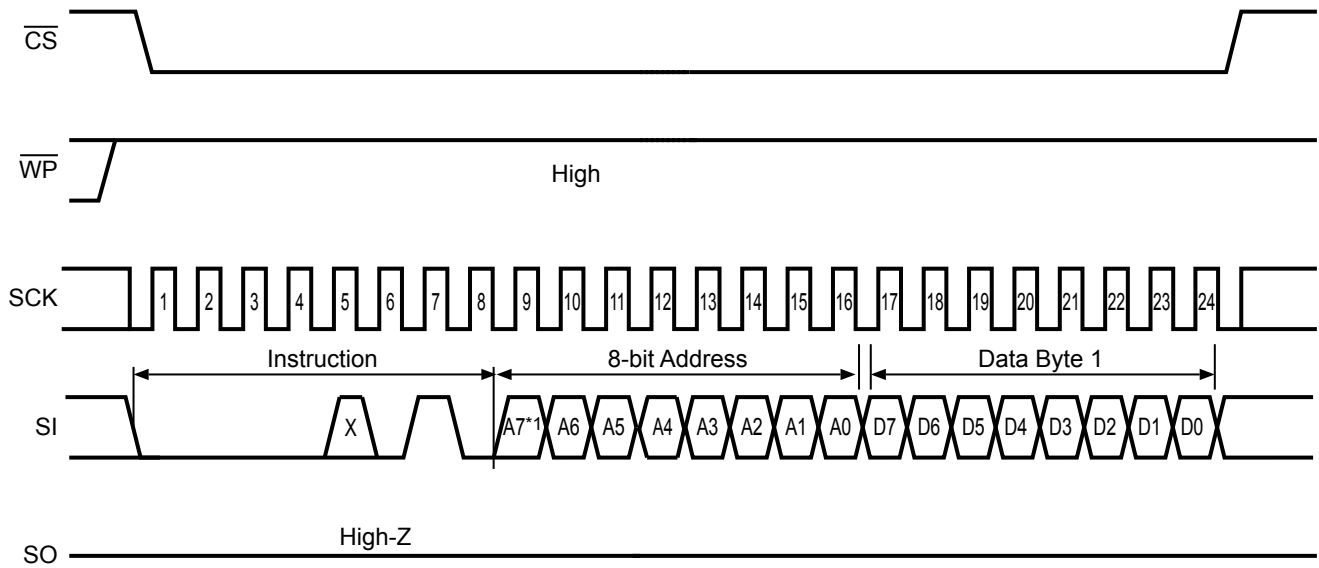 CS
WP
High
SCK
1 2 3 4 5 6 7 8 9 10 11 12 13 14 15 16 17 18 19 20 21 22 23 24
Instruction 8-bit Address Data Byte 1
SI
X A7*1 A6 A5 A4 A3 A2 A1 A0 D7 D6 D5 D4 D3 D2 D1 D0
High-Z
SO